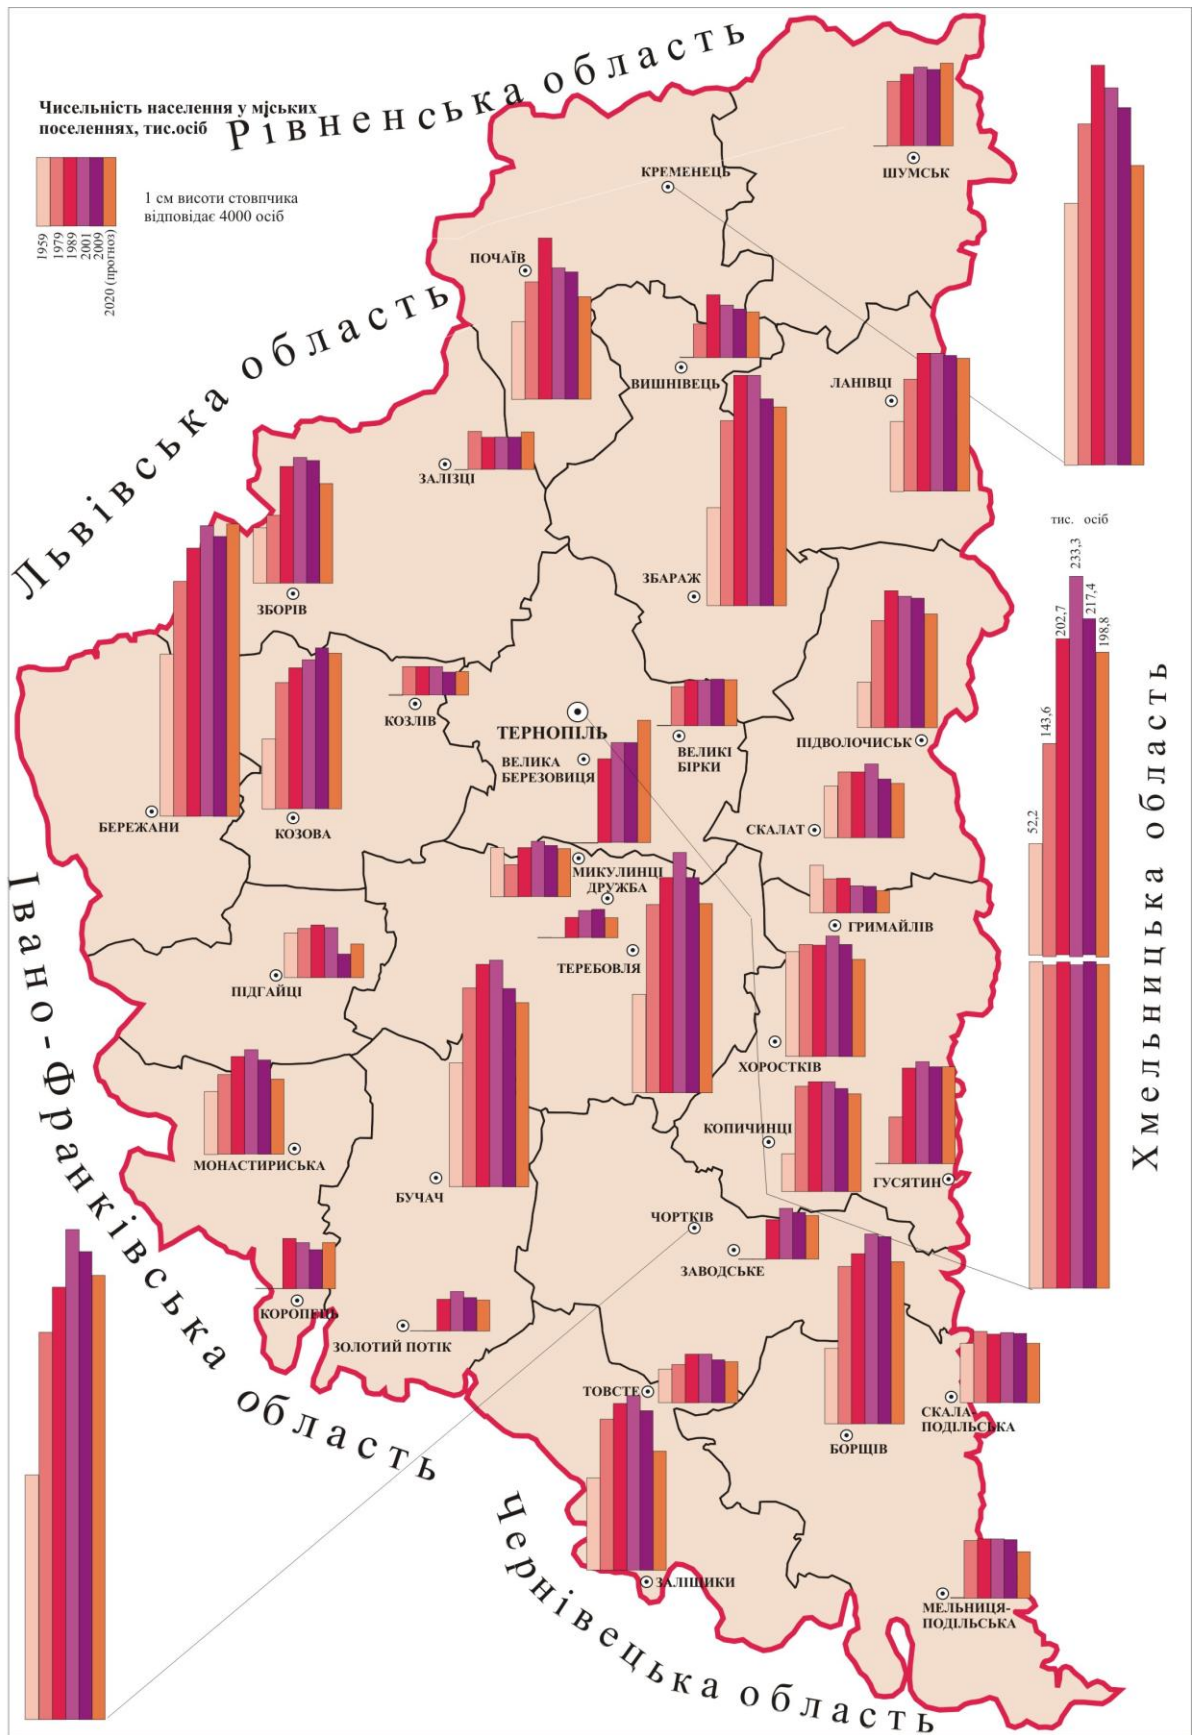 Рівненська область
Чисельність населення у міських
поселеннях, тис.осіб
1 см висоти стовпчика
відповідає 4000 осіб
1959
1979
1989
2001
2009
2020 (прогноз)
КРЕМЕНЕЦЬ
ШУМСЬК
ПОЧАЇВ
Львівська область
ВИШНІВЕЦЬ
ЛАНІВЦІ
ЗАЛІЗЦІ
тис. осіб
233,3
217,4
202,7
198,8
143,6
52,2
ЗБАРАЖ
ЗБОРІВ
КОЗЛІВ
ТЕРНОПІЛЬ
ВЕЛИКА
БЕРЕЗОВИЦЯ
ВЕЛИКІ
БІРКИ
ПІДВОЛОЧИСЬК
БЕРЕЖАНИ
КОЗОВА
СКАЛАТ
Хмельницька область
МИКУЛИНЦІ
ДРУЖБА
ГРИМАЙЛІВ
ТЕРЕБОВЛЯ
ПІДГАЙЦІ
Івано-Франківська область
ХОРОСТКІВ
КОПИЧИНЦІ
МОНАСТИРИСЬКА
БУЧАЧ
ГУСЯТИН
ЧОРТКІВ
ЗАВОДСЬКЕ
КОРОПЕЦЬ
ЗОЛОТИЙ ПОТІК
ТОВСТЕ
СКАЛА-
ПОДІЛЬСЬКА
БОРЩІВ
Чернівецька область
ЗАЛІЩИКИ
МЕЛЬНИЦЯ-
ПОДІЛЬСЬКА